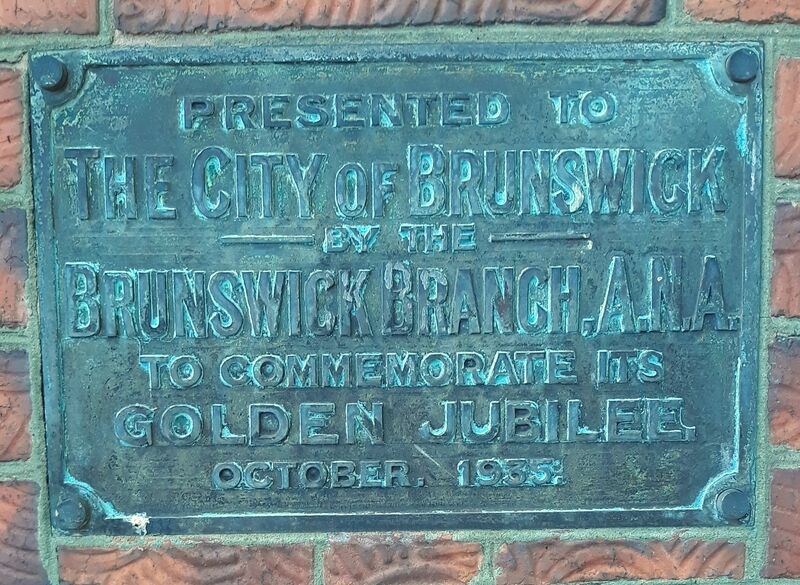 PRESENTED TO
THE CITY OF BRUNSWICK
BY THE
BRUNSWICK BRANCH, A.N.A.
TO COMMEMORATE ITS
GOLDEN JUBILEE.
OCTOBER. 1935.